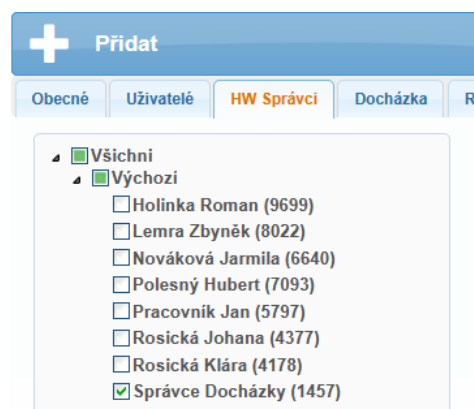 Přidat
Obecné Uživatelé HW Správci Docházka R
Všichni
Výchozí
Holinka Roman (9699)
Lemra Zbyněk (8022)
Nováková Jarmila (6640)
Polesný Hubert (7093)
Pracovník Jan (5797)
Rosická Johana (4377)
Rosická Klára (4178)
Správce Docházky (1457)